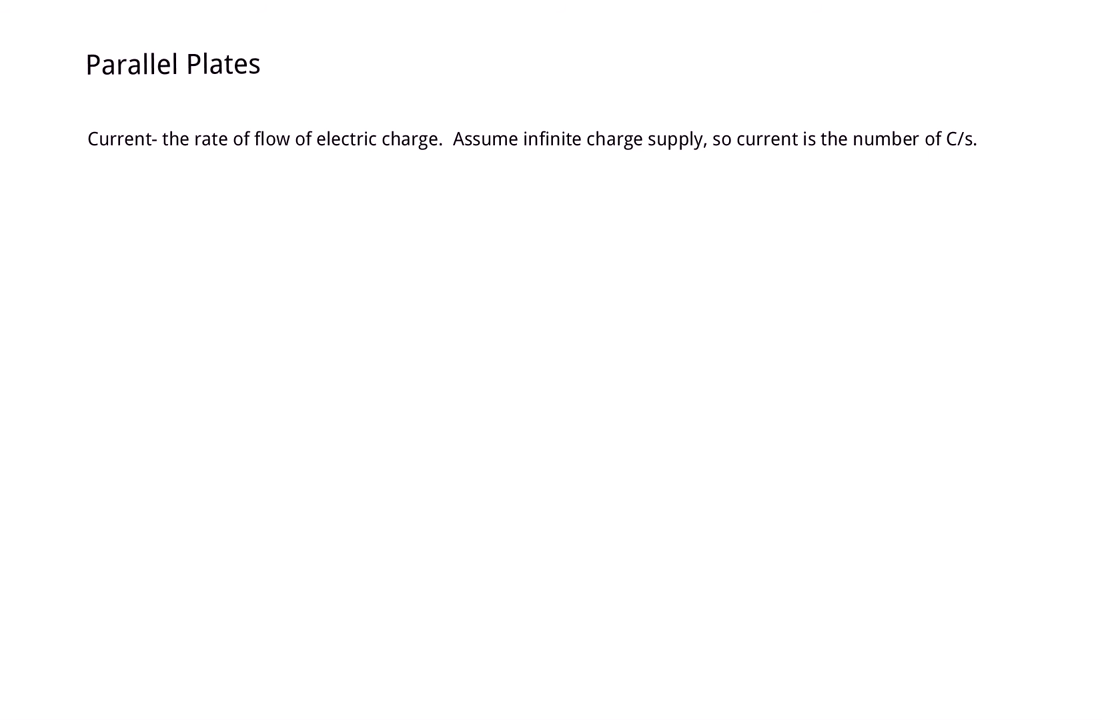 Parallel Plates
Current- the rate of flow of electric charge.  Assume infinite charge supply, so current is the number of C/s.